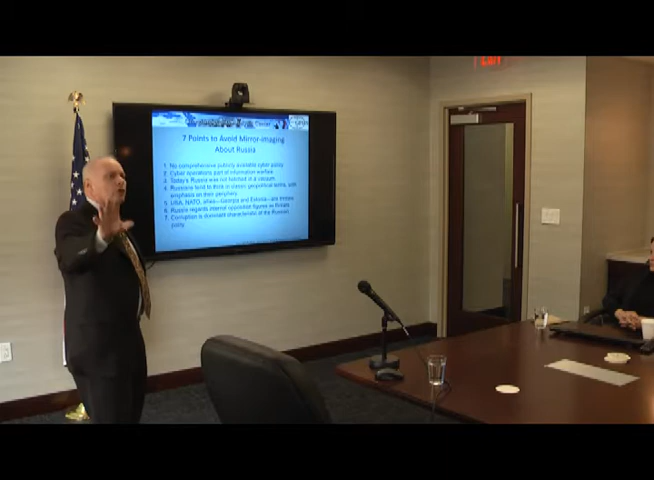 EXIT
7 Points to Avoid Mirror-imaging
About Russia
1. No comprehensive publicly available cyber policy.
2. Cyber operations part of information warfare.
3. Today's Russia was not hatched in a vacuum.
4. Russians tend to think in classic geopolitical terms, with
emphasis on their periphery.
5. USA, NATO, allies—Georgia and Estonia—are threats.
6. Russia regards internal opposition figures as threats.
7. Corruption is dominant characteristic of the Russian